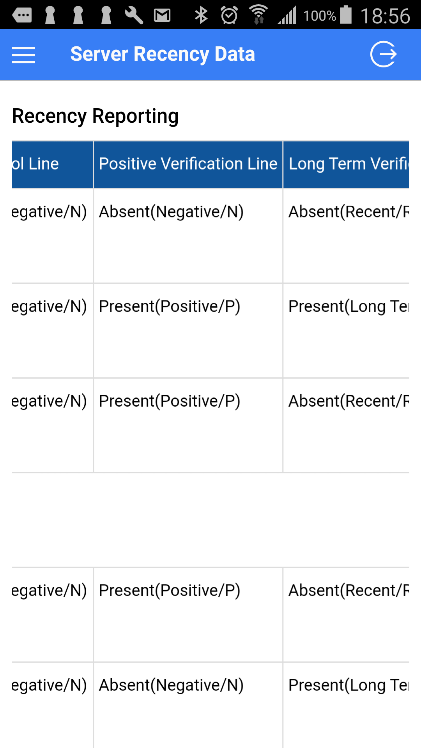 100% 18:56
Server Recency Data
Recency Reporting
ol Line Positive Verification Line Long Term Verifi
egative/N) Absent(Negative/N) Absent(Recent/R
egative/N) Present(Positive/P) Present(Long Ter
egative/N) Present(Positive/P) Absent(Recent/R
egative/N) Present(Positive/P) Absent(Recent/R
egative/N) Absent(Negative/N) Present(Long Ter